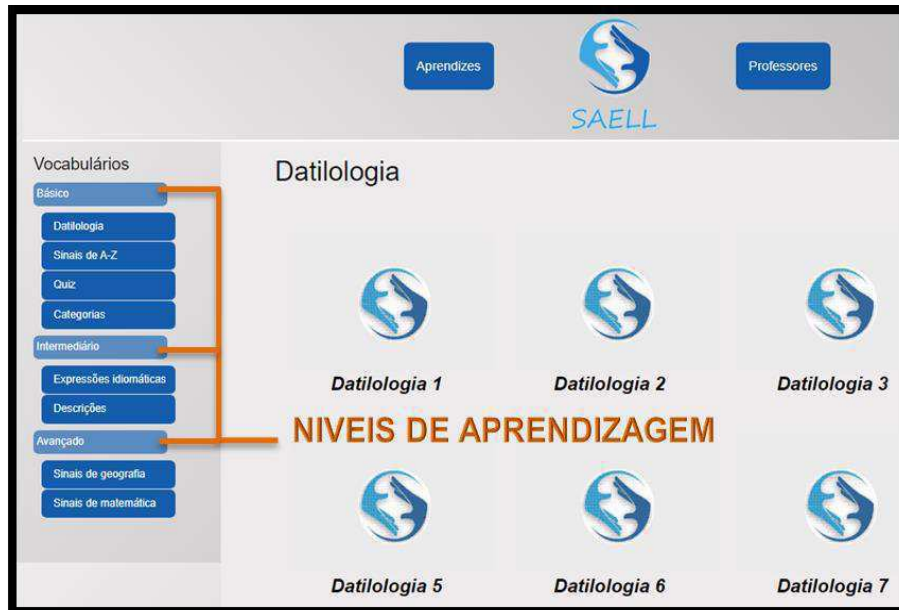 Aprendizes
SAELL
Professores
Vocabulários
Básico
Datilologia
Sinais de A-Z
Quiz
Categorias
Intermediário
Expressões idiomáticas
Descrições
Avançado
Sinais de geografia
Sinais de matemática
Datilologia
Datilologia 1
Datilologia 2
Datilologia 3
NIVEIS DE APRENDIZAGEM
Datilologia 5
Datilologia 6
Datilologia 7